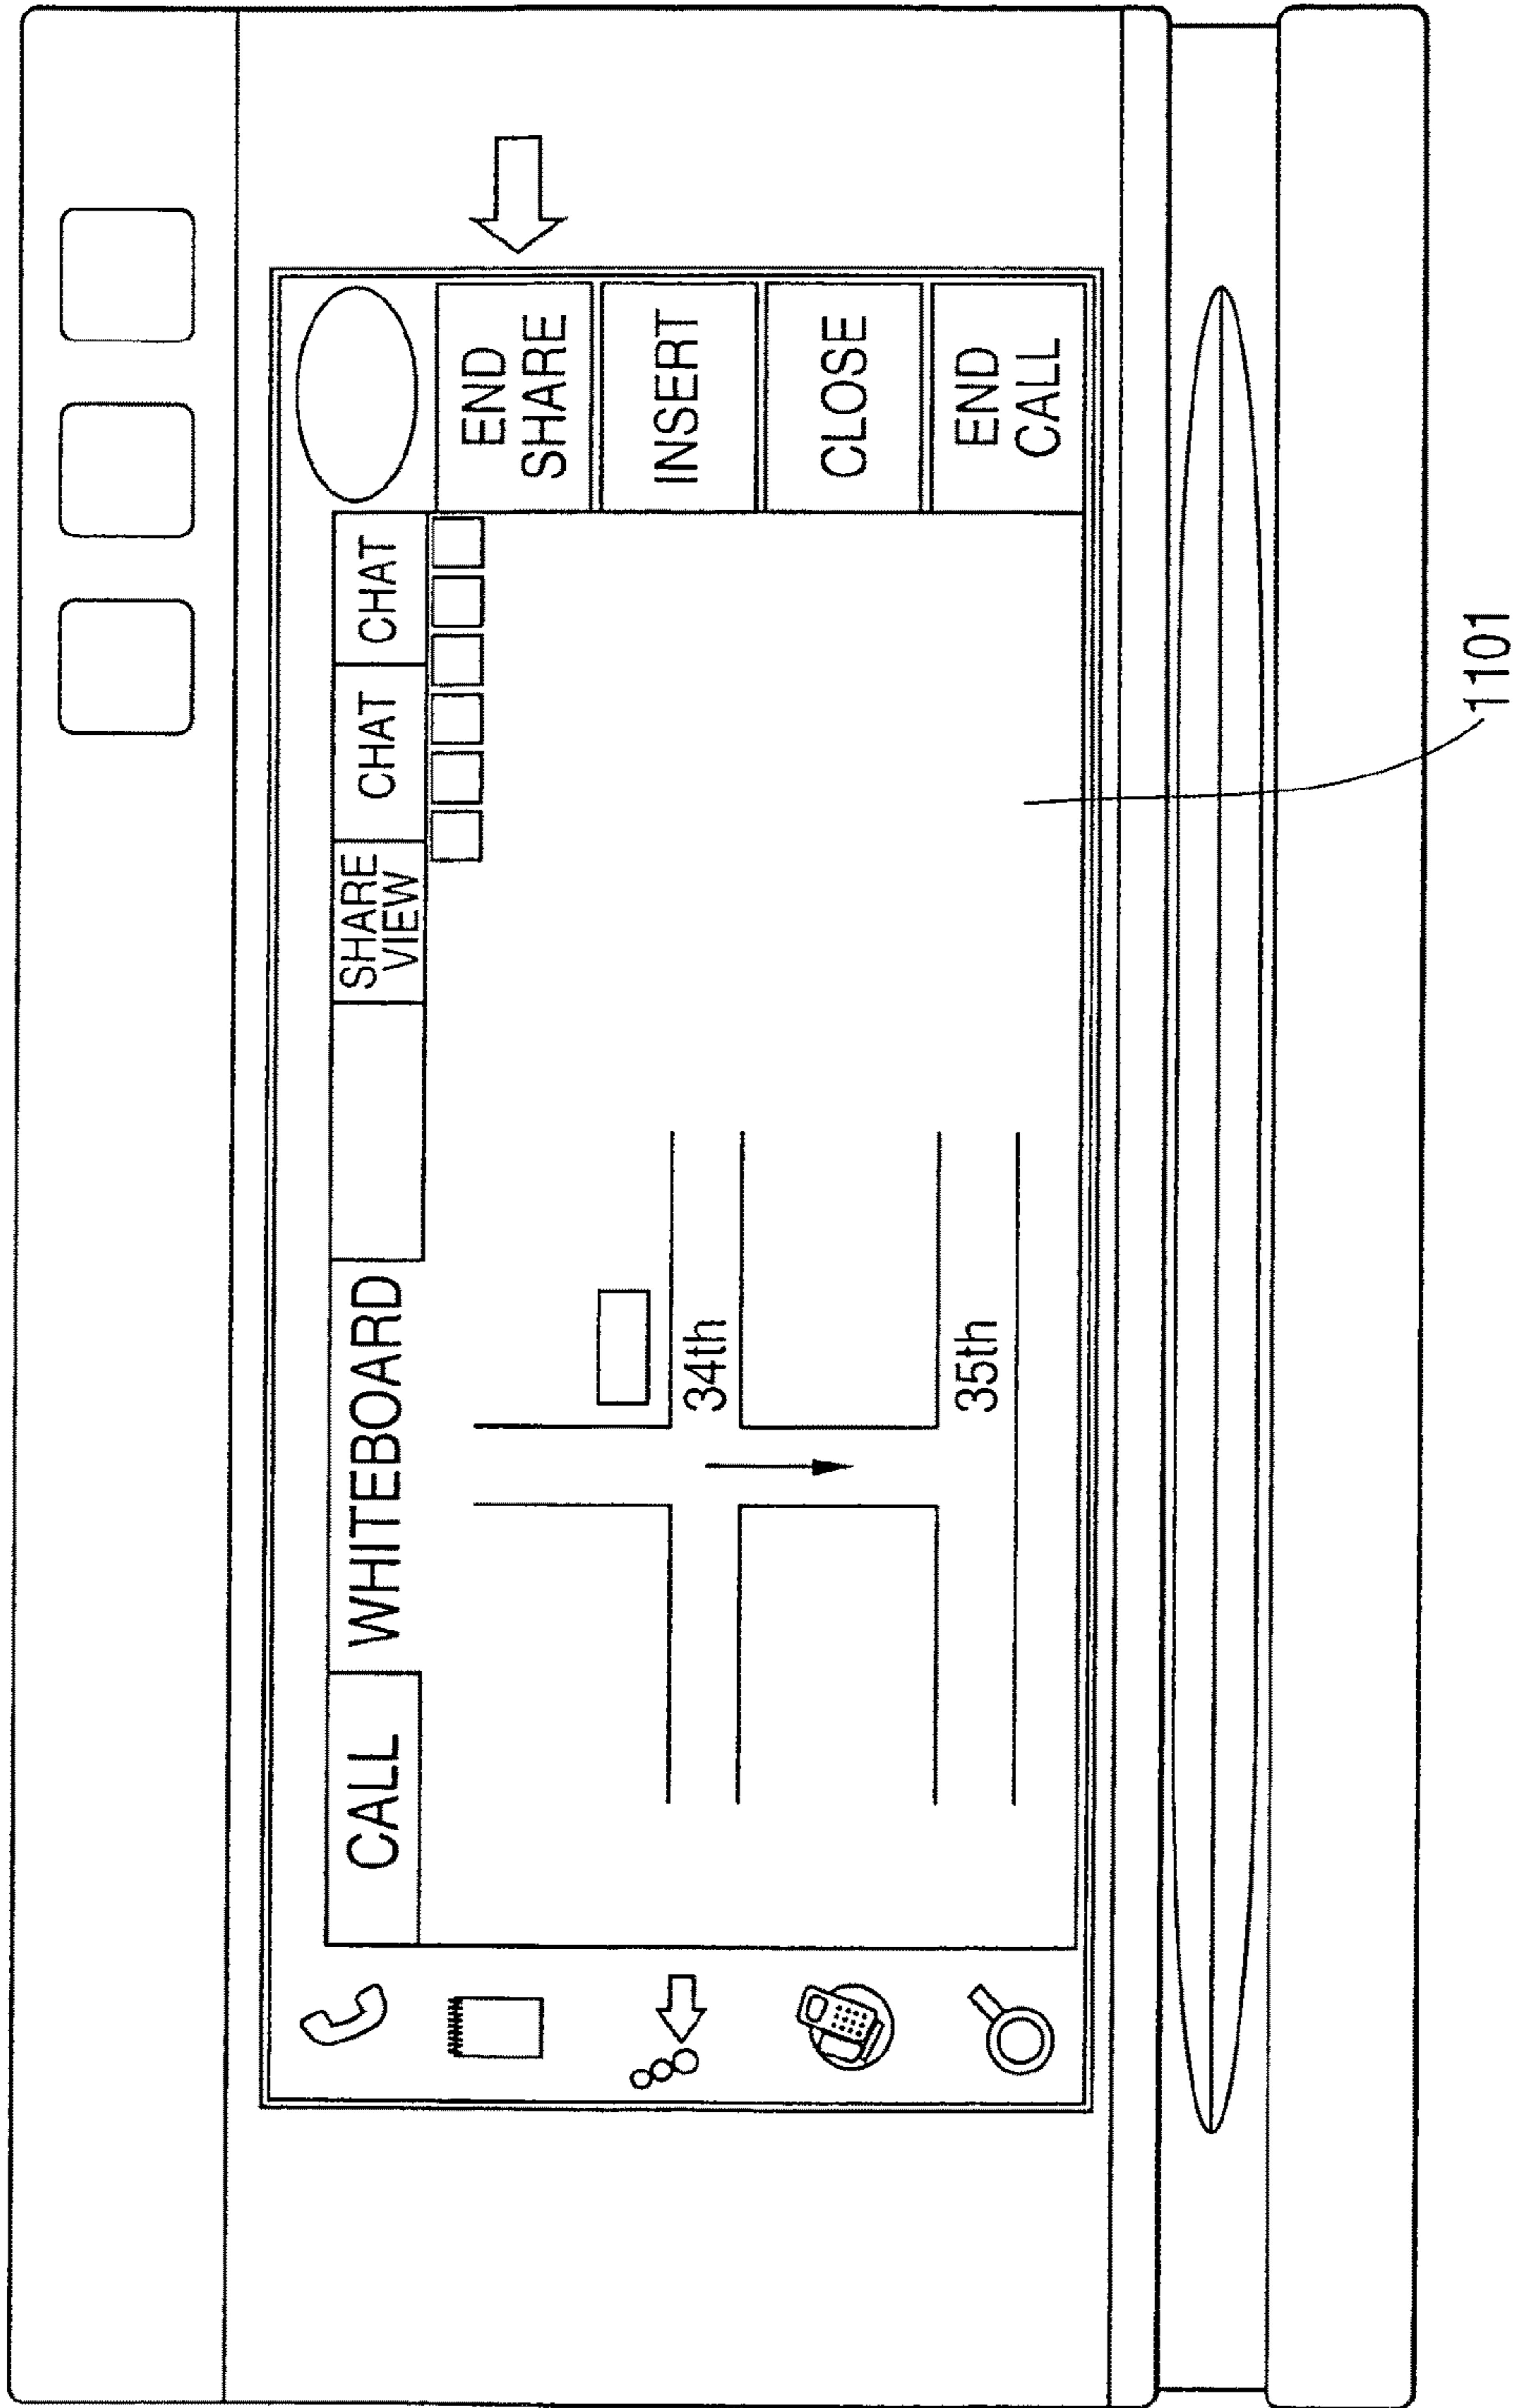 CALL
WHITEBOARD
SHARE
VIEW
CHAT
CHAT
END
SHARE
INSERT
CLOSE
END
CALL
34th
35th
1101